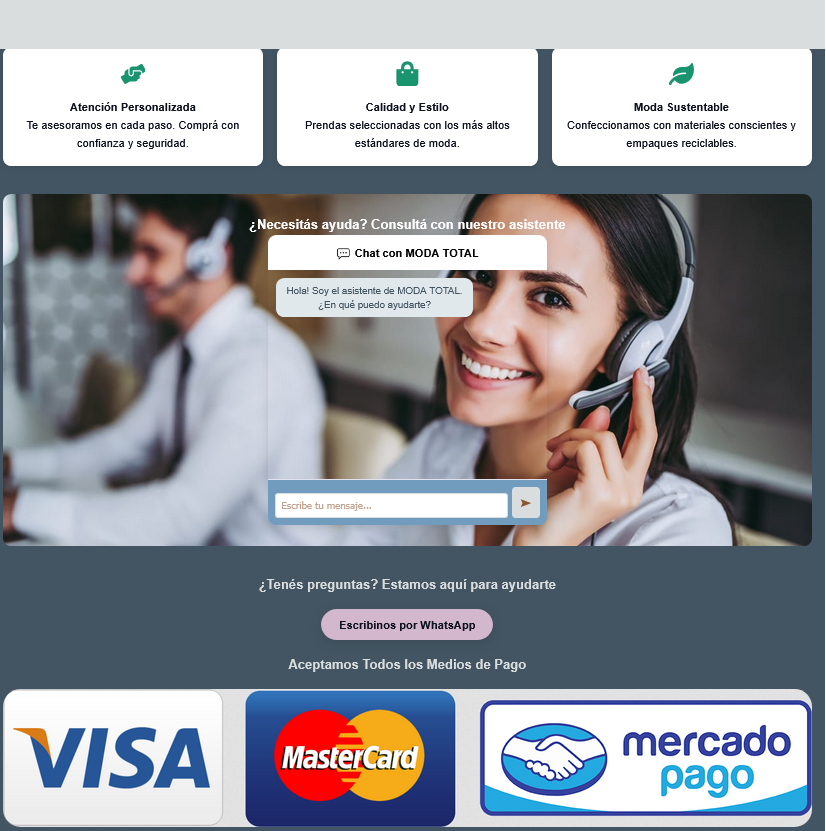 Atención Personalizada
Te asesoramos en cada paso. Comprá con
confianza y seguridad.
Calidad y Estilo
Prendas seleccionadas con los más altos
estándares de moda.
Moda Sustentable
Confeccionamos con materiales conscientes y
empaques reciclables.
¿Necesitás ayuda? Consultá con nuestro asistente
Chat con MODA TOTAL
Hola! Soy el asistente de MODA TOTAL.
¿En qué puedo ayudarte?
Escribe tu mensaje...
¿Tenés preguntas? Estamos aquí para ayudarte
Escribinos por WhatsApp
Aceptamos Todos los Medios de Pago
VISA
MasterCard
mercado
pago